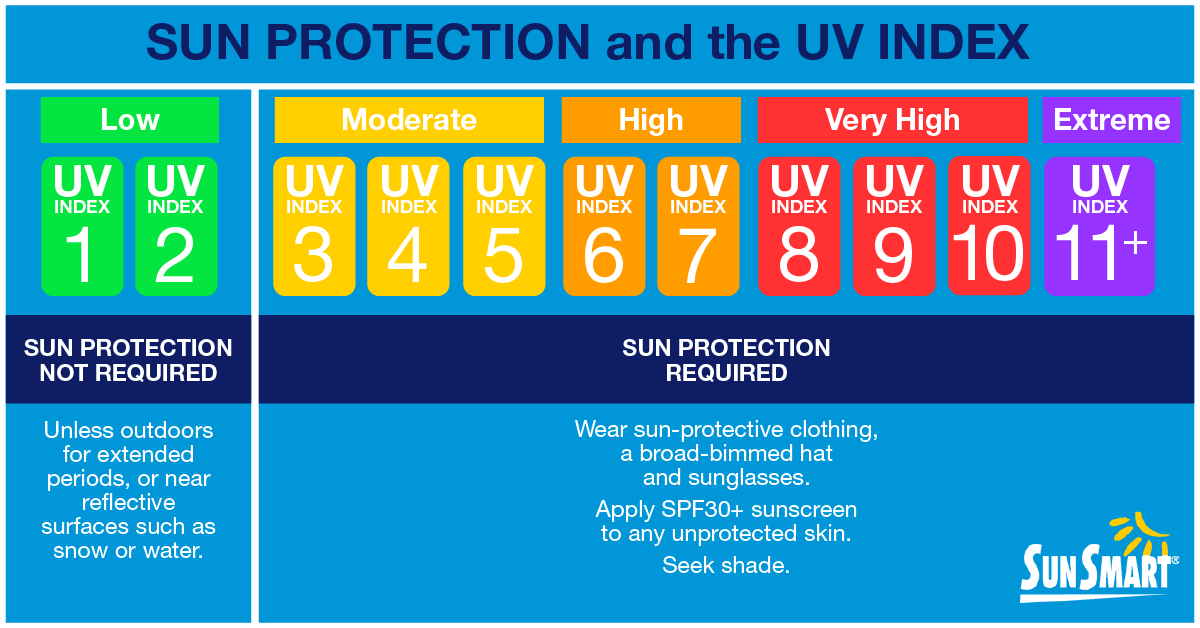 SUN PROTECTION and the UV INDEX
Low
Moderate
High
Very High
Extreme
UV
INDEX
1
UV
INDEX
2
UV
INDEX
3
UV
INDEX
4
UV
INDEX
5
UV
INDEX
6
UV
INDEX
7
UV
INDEX
8
UV
INDEX
9
UV
INDEX
10
UV
INDEX
11+
SUN PROTECTION
NOT REQUIRED
Unless outdoors
for extended
periods, or near
reflective
surfaces such as
snow or water.
SUN PROTECTION
REQUIRED
Wear sun-protective clothing,
a broad-bimmed hat
and sunglasses.
Apply SPF30+ sunscreen
to any unprotected skin.
Seek shade.
SUNSMART®